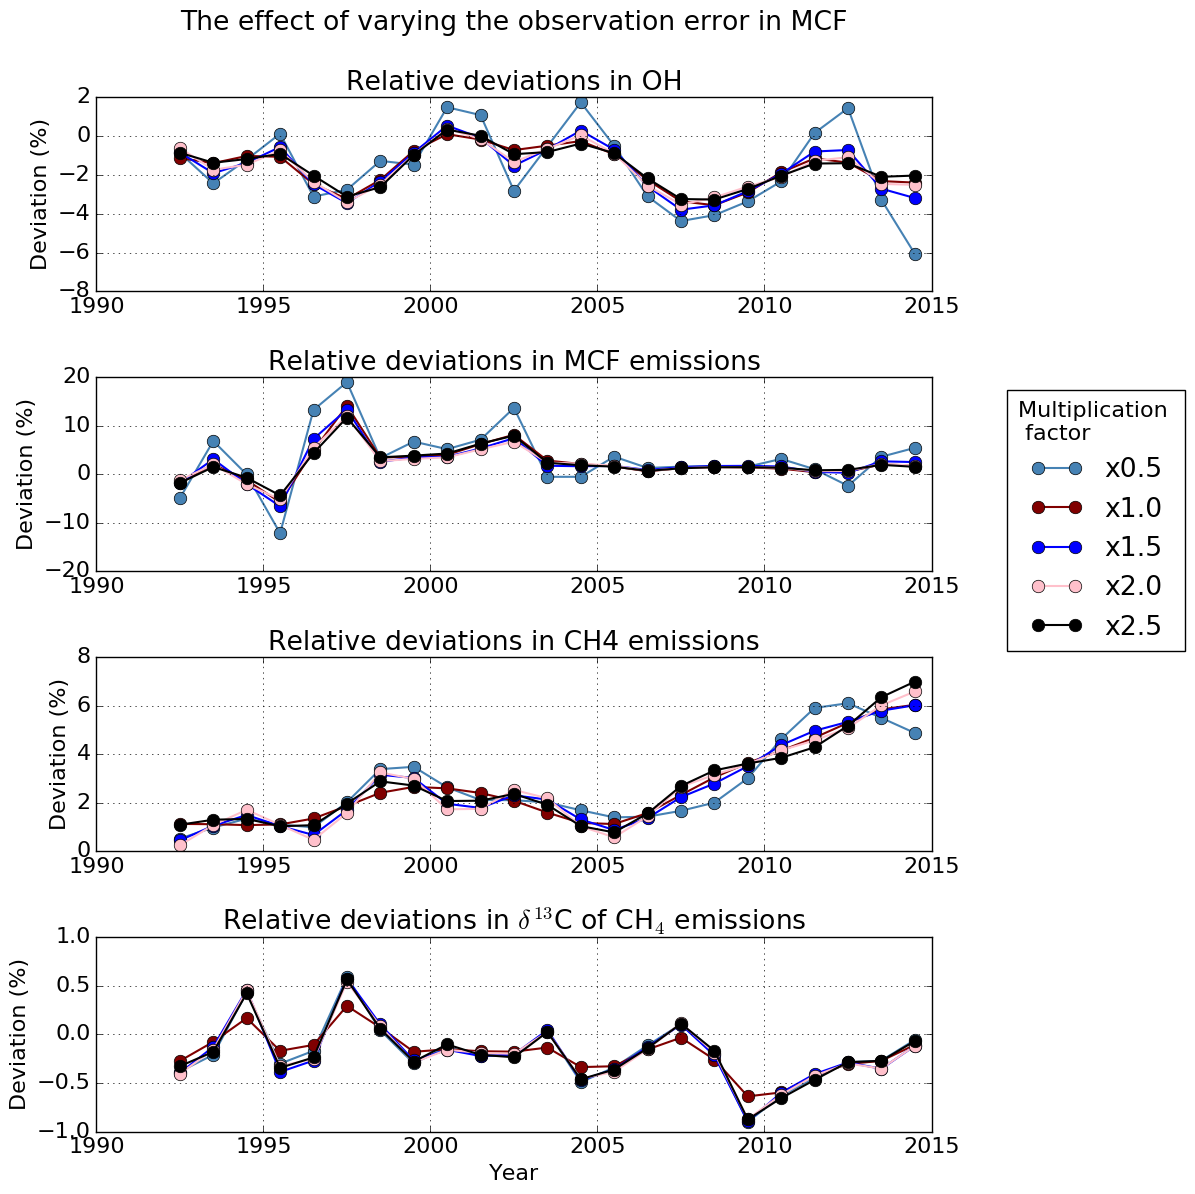 The effect of varying the observation error in MCF
Relative deviations in OH
Deviation (%)
2
0
−2
−4
−6
−8
1990 1995 2000 2005 2010 2015
Relative deviations in MCF emissions
Deviation (%)
20
10
0
−10
−20
1990 1995 2000 2005 2010 2015
Multiplication
factor
x0.5
x1.0
x1.5
x2.0
x2.5
Relative deviations in CH4 emissions
Deviation (%)
8
6
4
2
0
1990 1995 2000 2005 2010 2015
Relative deviations in δ¹³C of CH₄ emissions
Deviation (%)
1.0
0.5
0.0
−0.5
−1.0
1990 1995 2000 2005 2010 2015
Year